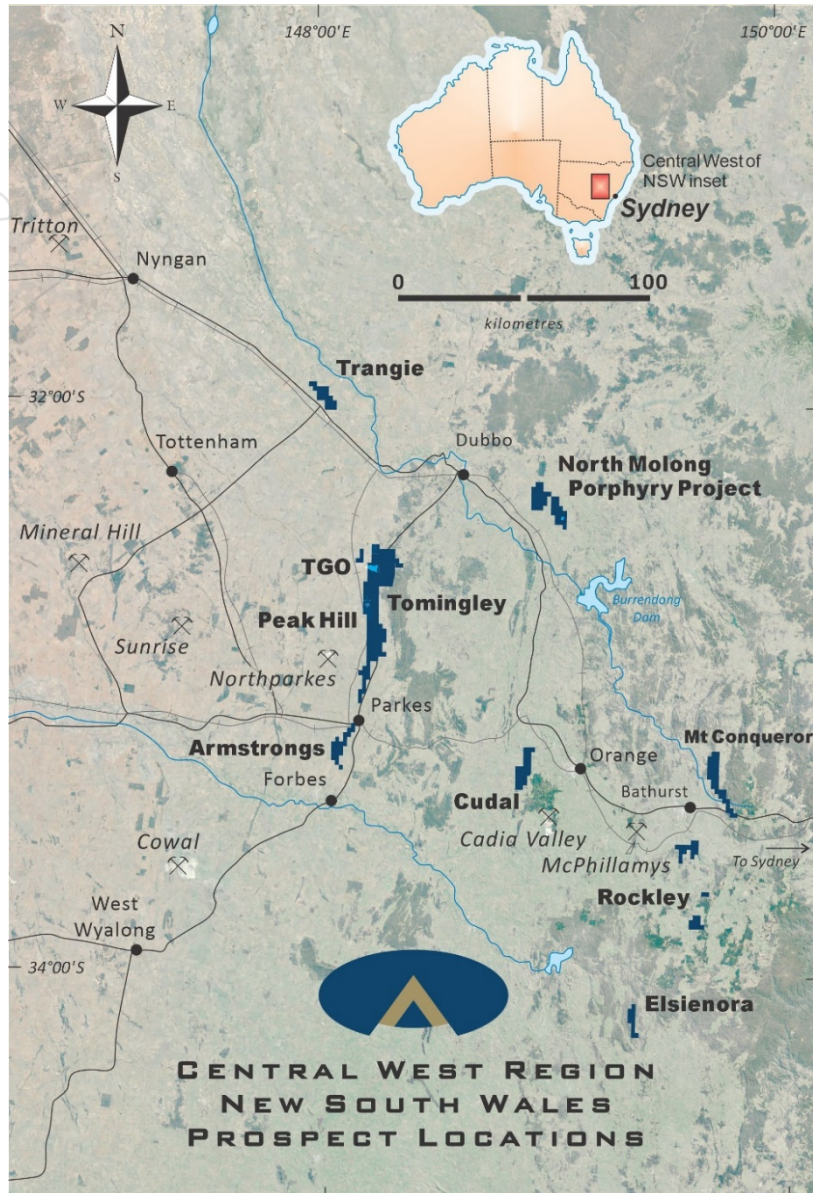 148°00'E
150°00'E
N
W
E
S
Central West of
NSW inset
Sydney
Tritton
Nyngan
0
100
kilometres
Trangie
32°00'S
Tottenham
Dubbo
North Molong
Porphyry Project
Mineral Hill
TGO
Tomingley
Burrendong
Dam
Peak Hill
Sunrise
Northparkes
Parkes
Armstrongs
Orange
Mt Conqueror
Forbes
Cudal
Bathurst
Cowal
Cadia Valley
McPhillamys
To Sydney
Rockley
West
Wyalong
34°00'S
Elsienora
CENTRAL WEST REGION
NEW SOUTH WALES
PROSPECT LOCATIONS